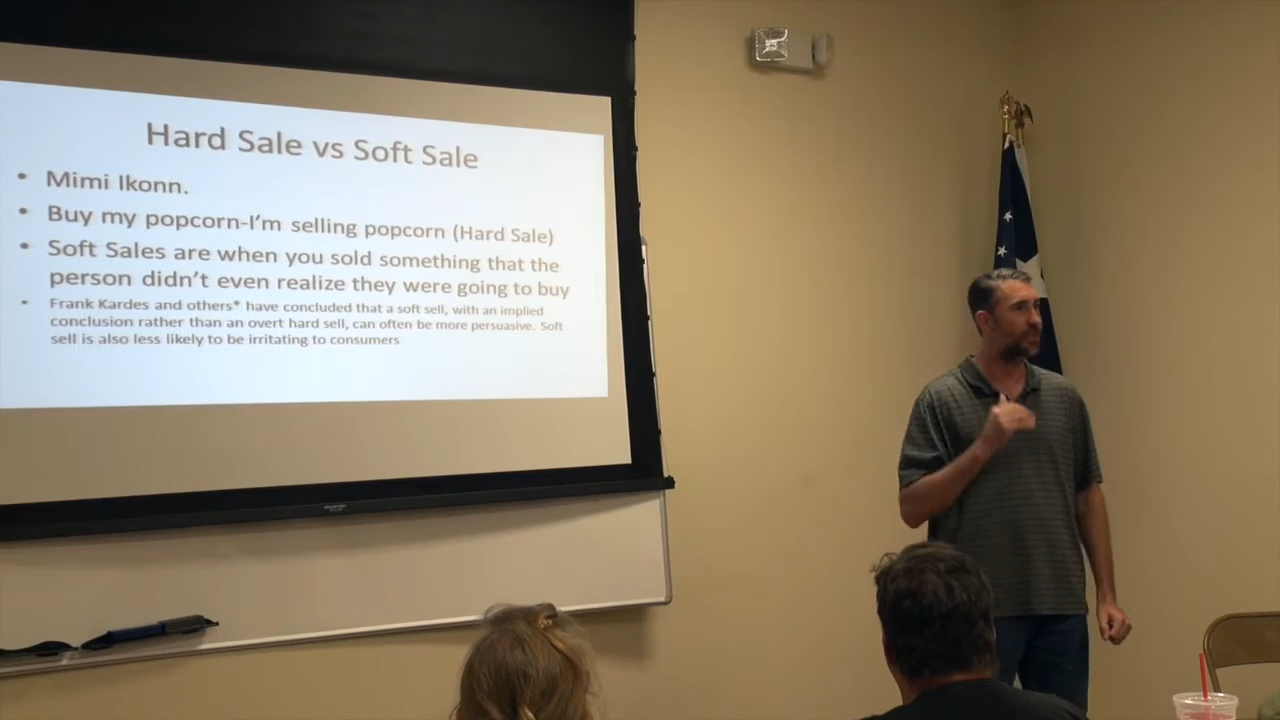 Hard Sale vs Soft Sale
• Mimi Ikonn.
• Buy my popcorn-I'm selling popcorn (Hard Sale)
• Soft Sales are when you sold something that the
person didn't even realize they were going to buy
• Frank Kardes and others* have concluded that a soft sell, with an implied
conclusion rather than an overt hard sell, can often be more persuasive. Soft
sell is also less likely to be irritating to consumers